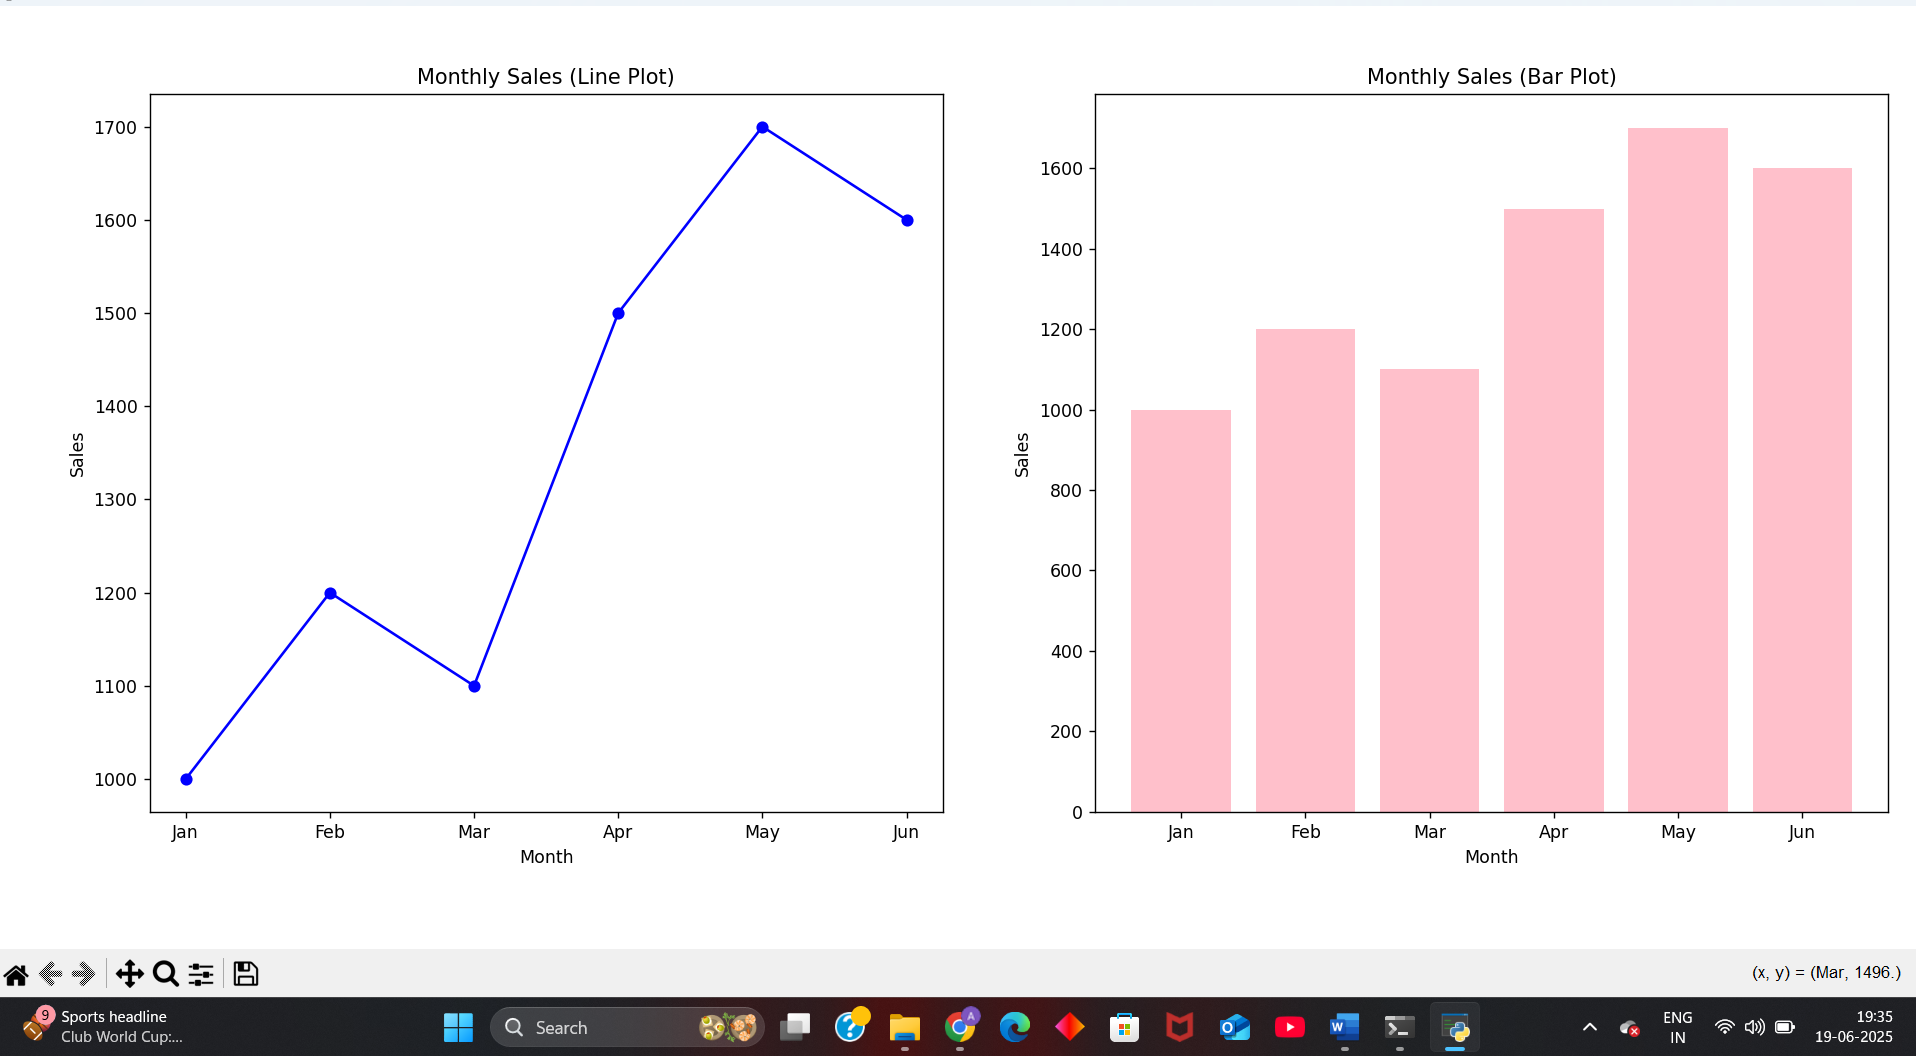 Monthly Sales (Line Plot)
1700
1600
1500
1400
1300
1200
1100
1000
Sales
Jan Feb Mar Apr May Jun
Month
Monthly Sales (Bar Plot)
1600
1400
1200
1000
800
600
400
200
0
Sales
Jan Feb Mar Apr May Jun
Month
(x, y) = (Mar, 1496.)
9
Sports headline
Club World Cup:...
Search
?
A
O
W
>_
ENG
IN
19:35
19-06-2025